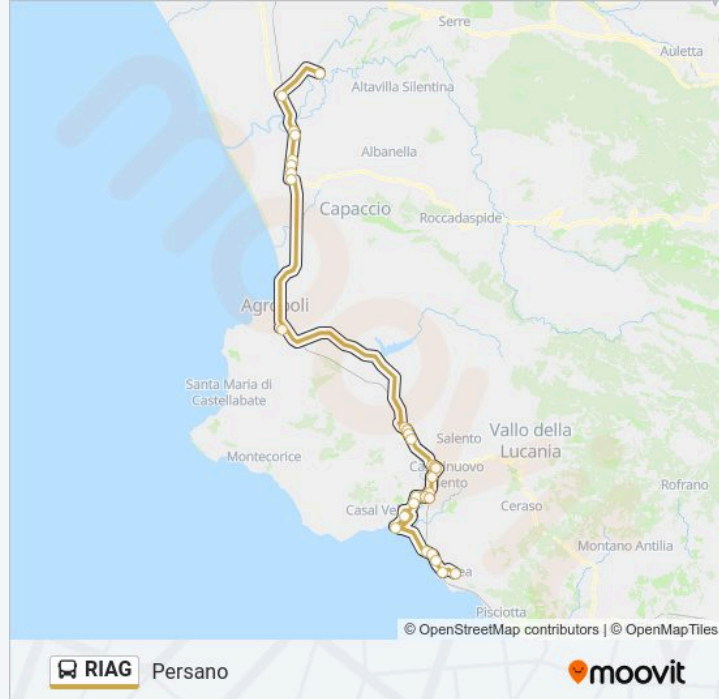 Serre
Auletta
Altavilla Silentina
Albanella
Capaccio
Roccadaspide
Agropoli
Santa Maria di
Castellabate
Salento
Vallo della
Lucania
Montecorice
Rofrano
Casal Ve
Ceraso
Montano Antilia
ea
Pisciotta
© OpenStreetMap contributors | © OpenMapTiles
RIAG Persano
moovit